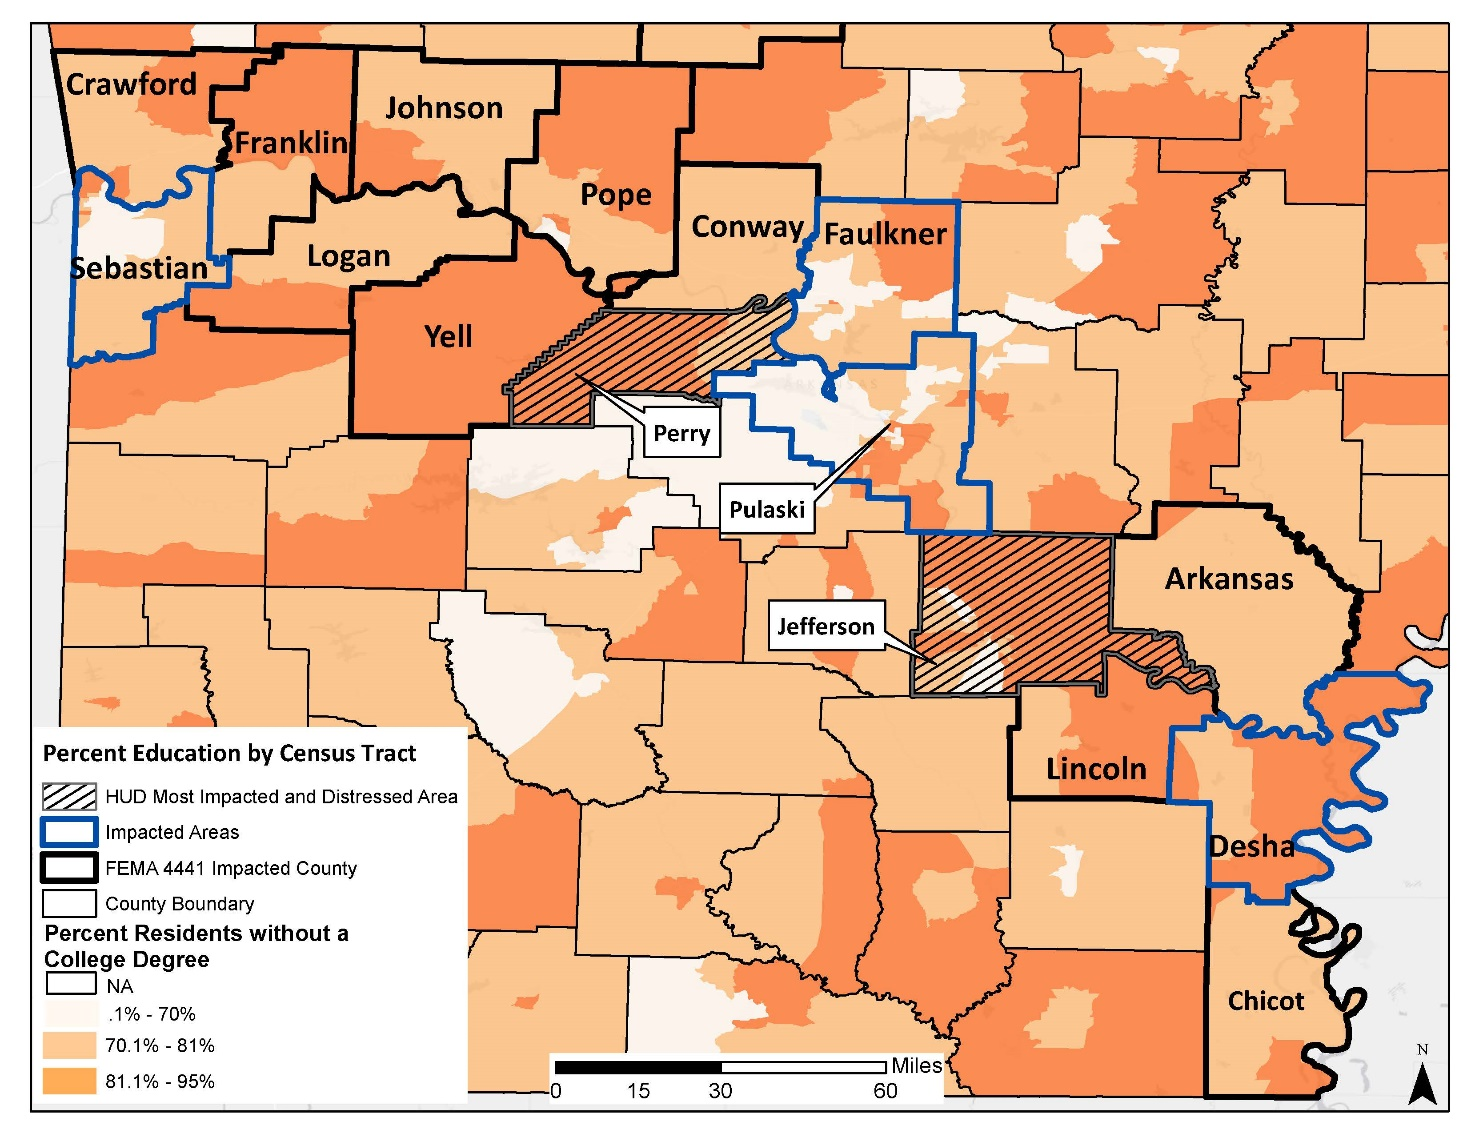 Crawford
Franklin
Johnson
Pope
Conway
Faulkner
Logan
Sebastian
Yell
Perry
Pulaski
Jefferson
Arkansas
Lincoln
Desha
Chicot
Percent Education by Census Tract
HUD Most Impacted and Distressed Area
Impacted Areas
FEMA 4441 Impacted County
County Boundary
Percent Residents without a
College Degree
NA
.1% - 70%
70.1% - 81%
81.1% - 95%
Miles
0 15 30 60
N